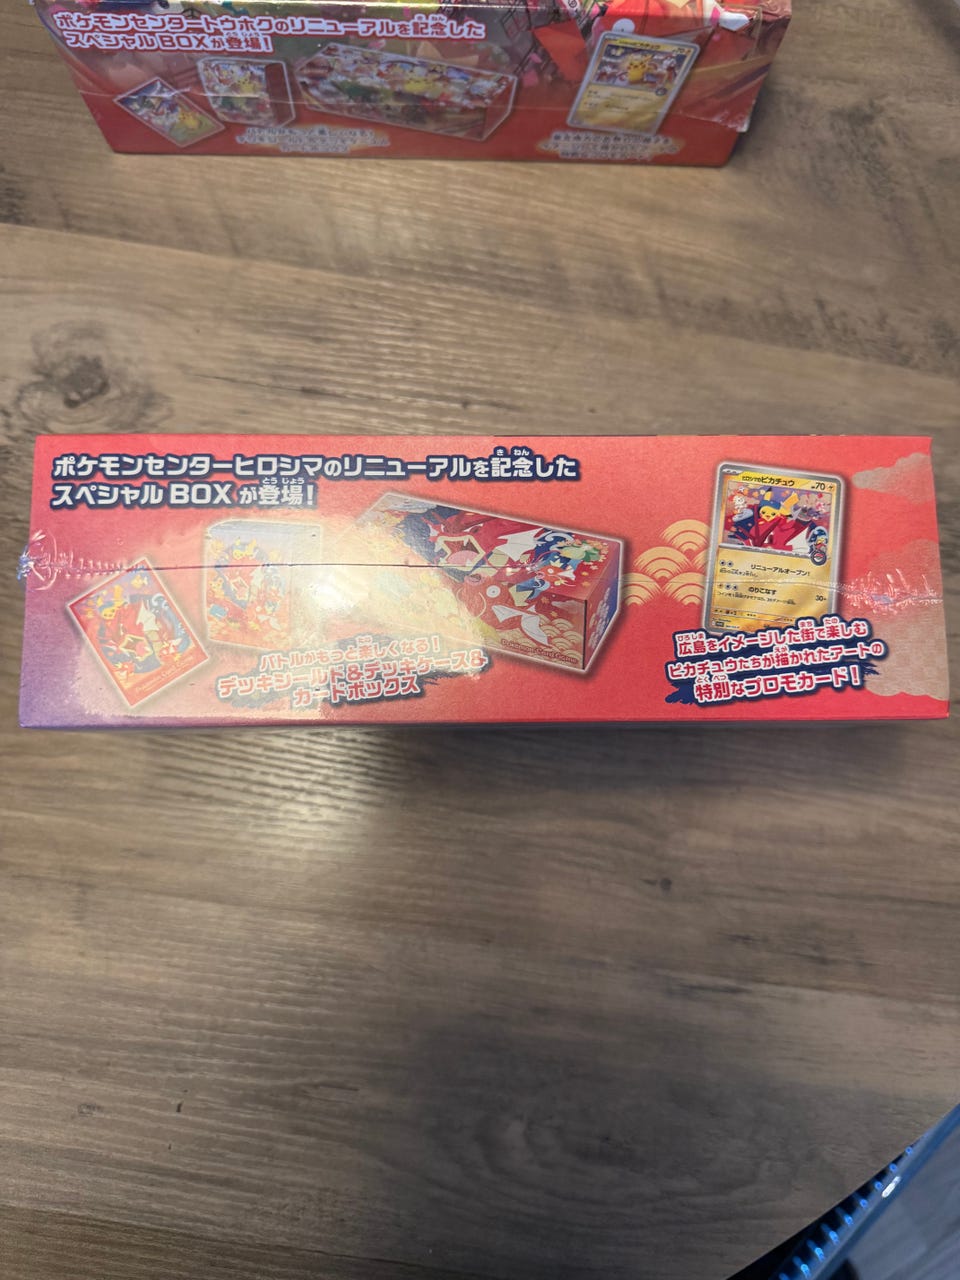 ポケモンセンタートウホクのリニューアルを記念した
スペシャルBOXが登場!
ポケモンセンターヒロシマのリニューアルを記念した
スペシャル BOX が登場!
バトルがもっと楽しくなる!
デッキシールド&デッキケース&
カードボックス
Pokémon Card Game
ヒロシマのピカチュウ
70
リニューアルオープン!
のりこなす
30+
広島をイメージした街で楽しむ
ピカチュウたちが描かれたアートの
特別なプロモカード!